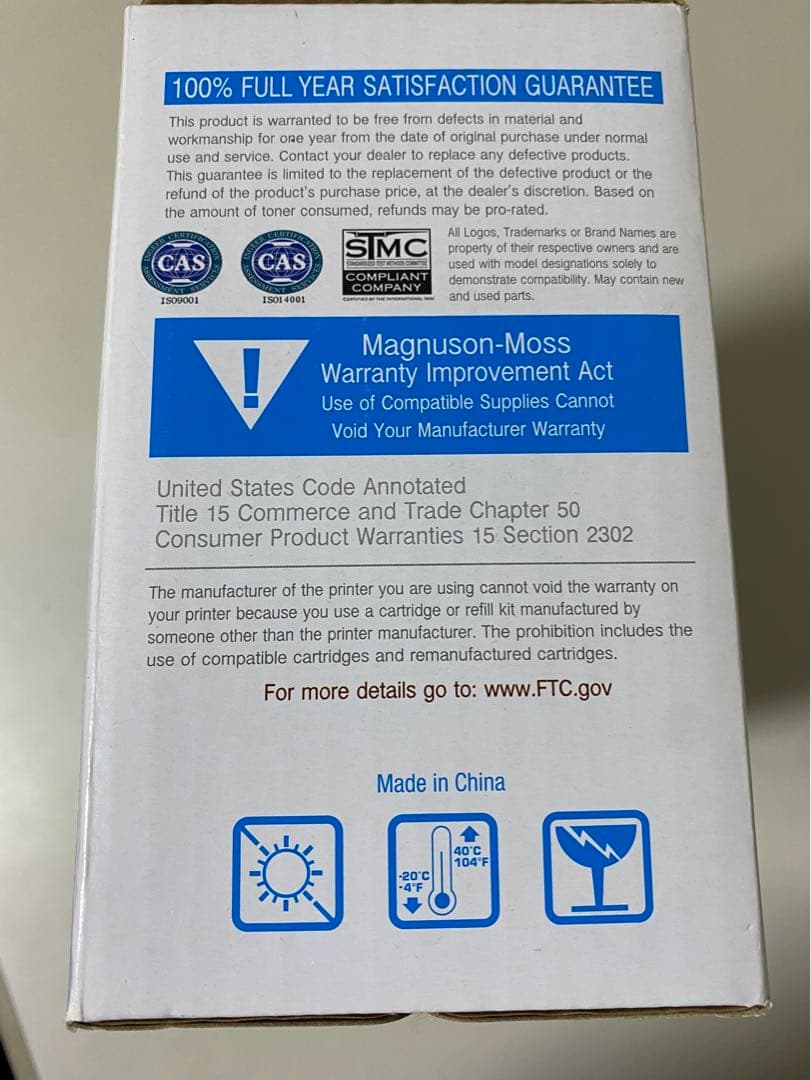 100% FULL YEAR SATISFACTION GUARANTEE
This product is warranted to be free from defects in material and
workmanship for one year from the date of original purchase under normal
use and service. Contact your dealer to replace any defective products.
This guarantee is limited to the replacement of the defective product or the
refund of the product's purchase price, at the dealer's discretion. Based on
the amount of toner consumed, refunds may be pro-rated.
CAS
ISO9001
CAS
ISO14001
STMC
STANDARDIZED TEST METHODS COMMITTEE
COMPLIANT
COMPANY
All Logos, Trademarks or Brand Names are
property of their respective owners and are
used with model designations solely to
demonstrate compatibility. May contain new
and used parts.
!
Magnuson-Moss
Warranty Improvement Act
Use of Compatible Supplies Cannot
Void Your Manufacturer Warranty
United States Code Annotated
Title 15 Commerce and Trade Chapter 50
Consumer Product Warranties 15 Section 2302
The manufacturer of the printer you are using cannot void the warranty on
your printer because you use a cartridge or refill kit manufactured by
someone other than the printer manufacturer. The prohibition includes the
use of compatible cartridges and remanufactured cartridges.
For more details go to: www.FTC.gov
Made in China
40°C
104°F
-20°C
-4°F